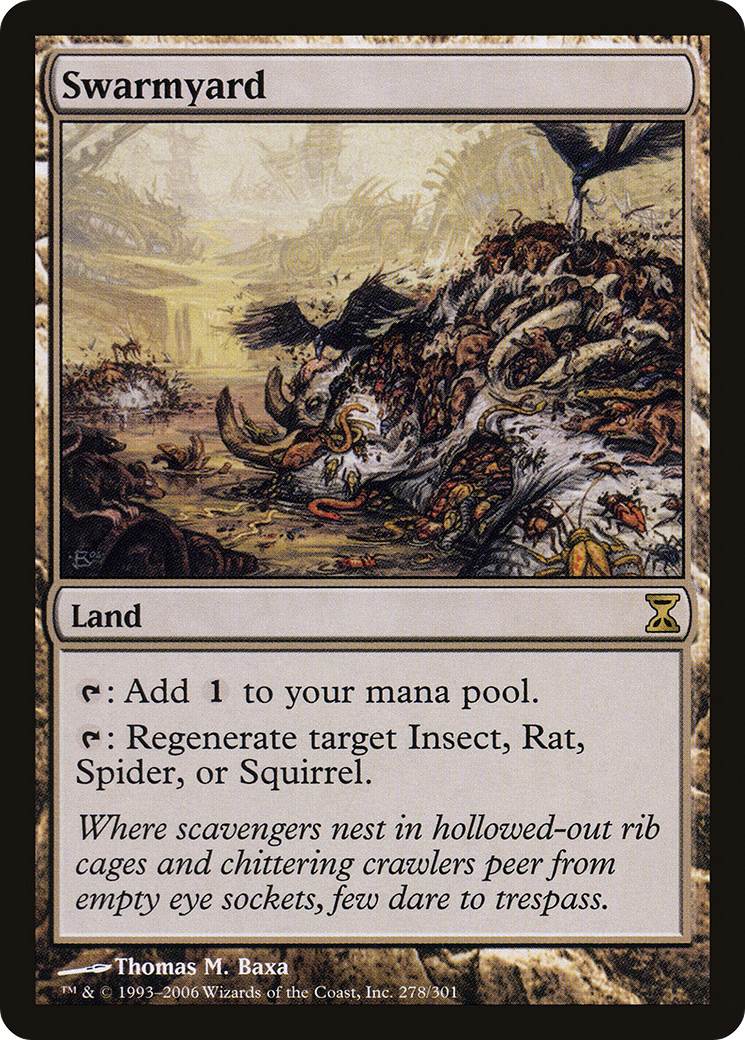 Swarmyard
Land
: Add 1 to your mana pool.
: Regenerate target Insect, Rat,
Spider, or Squirrel.
Where scavengers nest in hollowed-out rib
cages and chittering crawlers peer from
empty eye sockets, few dare to trespass.
Thomas M. Baxa
™ & © 1993–2006 Wizards of the Coast, Inc. 278/301